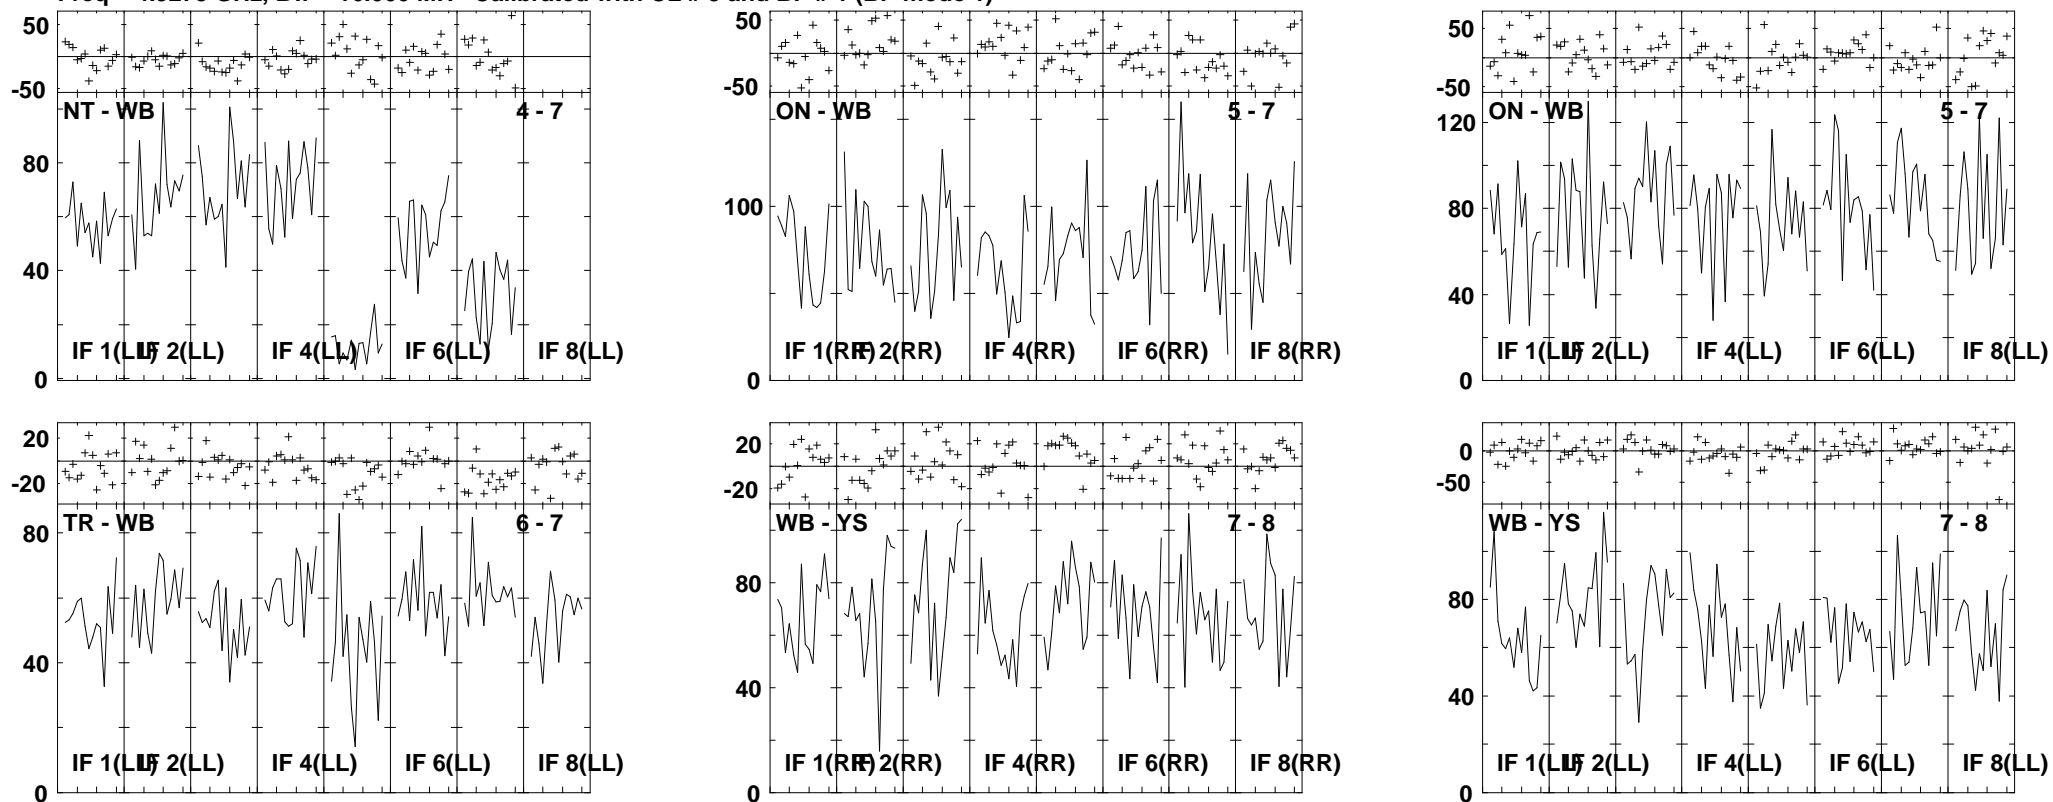 50
-50
NT - WB 4 - 7
80
40
0
IF 1(LL) IF 2(LL) IF 4(LL) IF 6(LL) IF 8(LL)
50
-50
ON - WB 5 - 7
100
0
IF 1(RR) IF 2(RR) IF 4(RR) IF 6(RR) IF 8(RR)
50
-50
ON - WB 5 - 7
120
80
40
0
IF 1(LL) IF 2(LL) IF 4(LL) IF 6(LL) IF 8(LL)
20
-20
TR - WB 6 - 7
80
40
0
IF 1(LL) IF 2(LL) IF 4(LL) IF 6(LL) IF 8(LL)
20
-20
WB - YS 7 - 8
80
40
0
IF 1(RR) IF 2(RR) IF 4(RR) IF 6(RR) IF 8(RR)
0
-50
WB - YS 7 - 8
80
40
0
IF 1(LL) IF 2(LL) IF 4(LL) IF 6(LL) IF 8(LL)